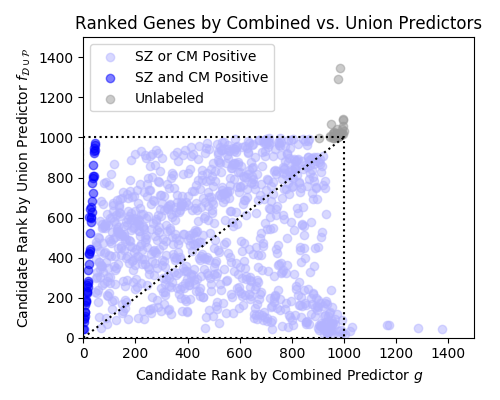 Ranked Genes by Combined vs. Union Predictors
SZ or CM Positive
SZ and CM Positive
Unlabeled
Candidate Rank by Union Predictor f_{𝒟∪𝒫}
1400
1200
1000
800
600
400
200
0
0 200 400 600 800 1000 1200 1400
Candidate Rank by Combined Predictor g